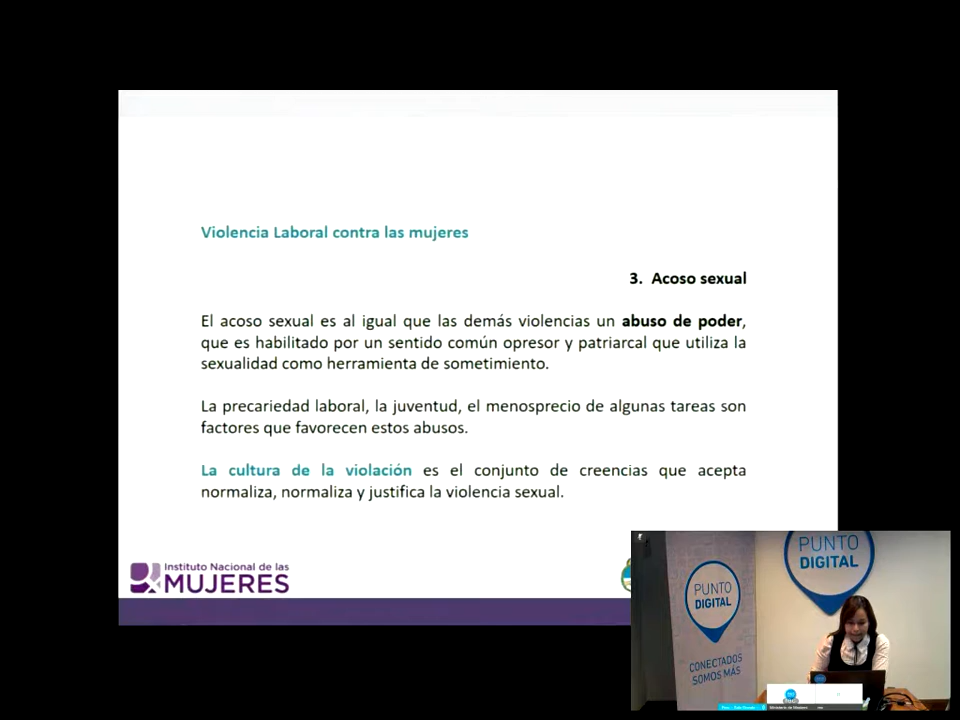 Violencia Laboral contra las mujeres
3. Acoso sexual
El acoso sexual es al igual que las demás violencias un abuso de poder,
que es habilitado por un sentido común opresor y patriarcal que utiliza la
sexualidad como herramienta de sometimiento.
La precariedad laboral, la juventud, el menosprecio de algunas tareas son
factores que favorecen estos abusos.
La cultura de la violación es el conjunto de creencias que acepta
normaliza, normaliza y justifica la violencia sexual.
Instituto Nacional de las
MUJERES
PUNTO
DIGITAL
CONECTADOS
SOMOS MÁS
PUNTO
DIGITAL